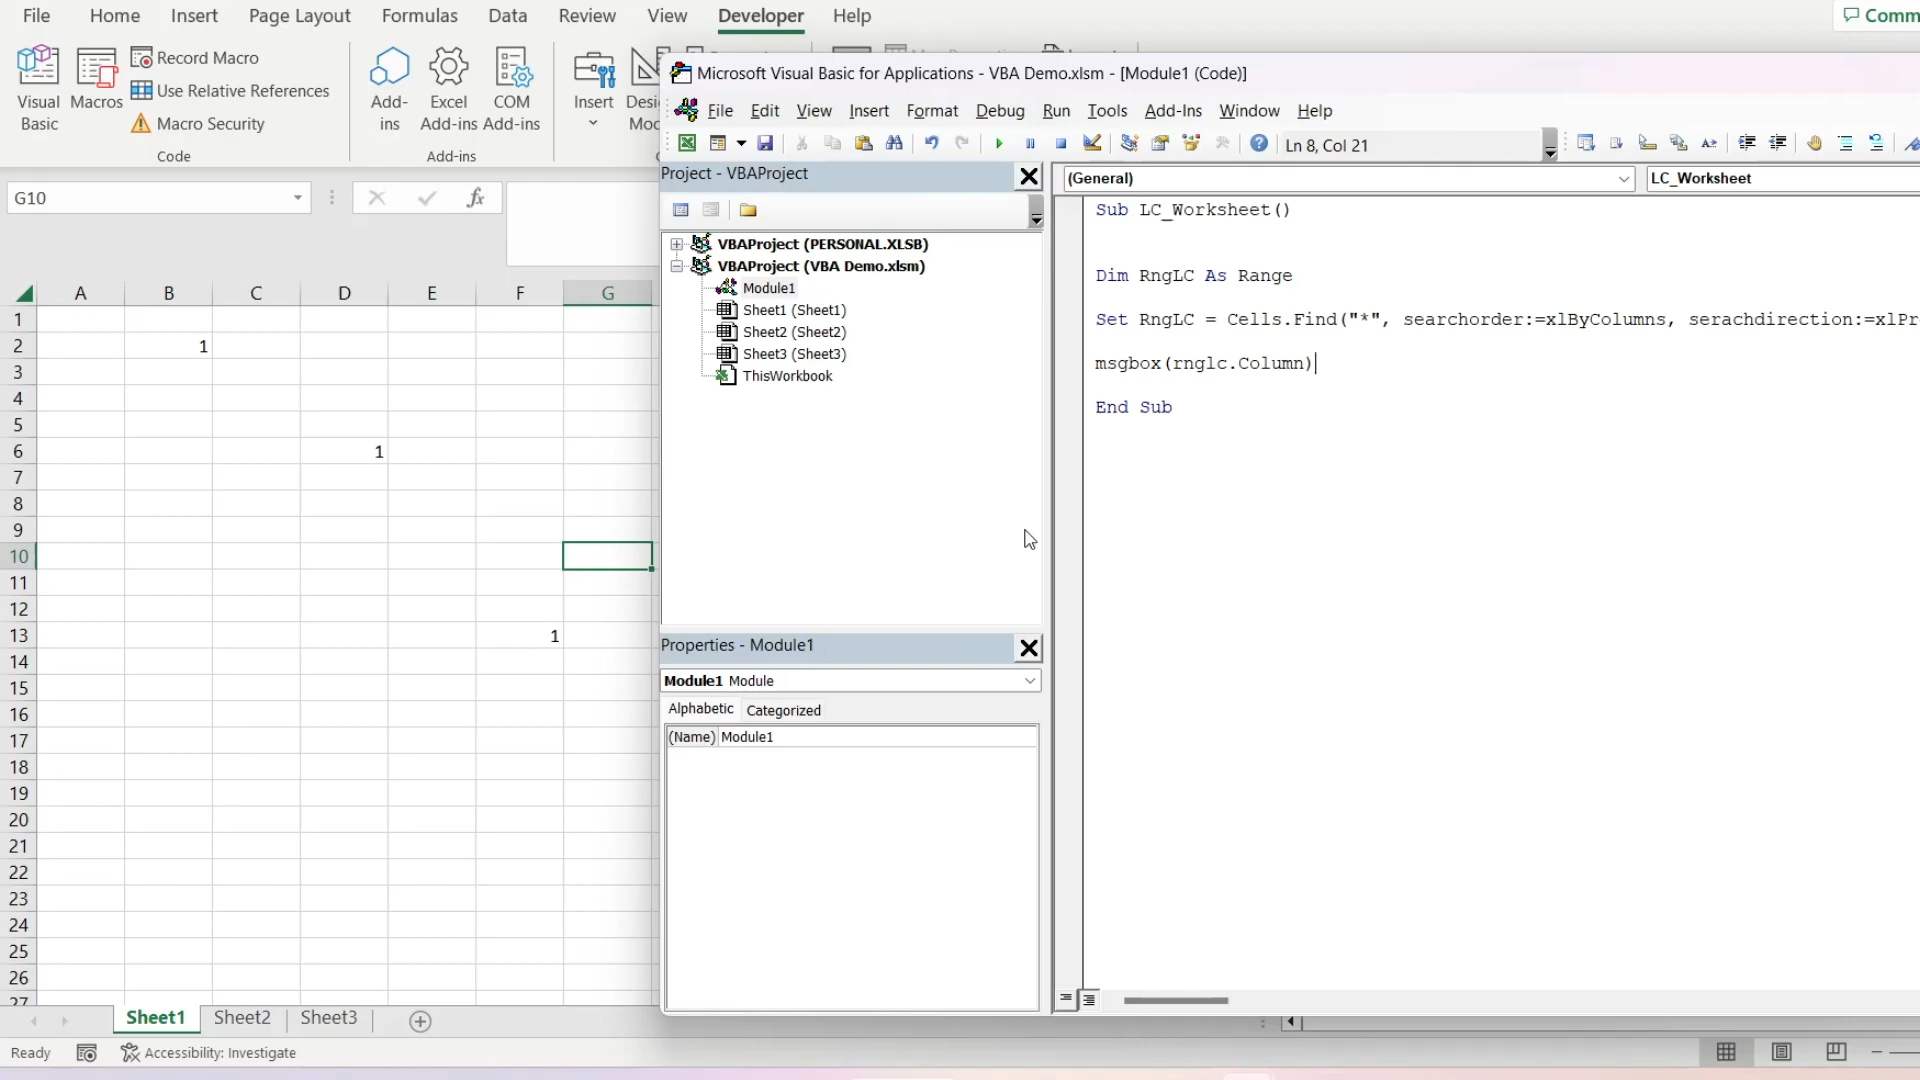 File Home Insert Page Layout Formulas Data Review View Developer Help
Visual Basic
Macros
Record Macro
Use Relative References
Macro Security
Code
Add-ins
Excel Add-ins
COM Add-ins
Add-ins
Insert
G10
fx
A B C D E F G
1
2 1
3
4
5
6 1
7
8
9
10
11
12
13 1
14
15
16
17
18
19
20
21
22
23
24
25
26
27
Sheet1 Sheet2 Sheet3
Ready Accessibility: Investigate
Microsoft Visual Basic for Applications - VBA Demo.xlsm - [Module1 (Code)]
File Edit View Insert Format Debug Run Tools Add-Ins Window Help
Ln 8, Col 21
Project - VBAProject
VBAProject (PERSONAL.XLSB)
VBAProject (VBA Demo.xlsm)
Module1
Sheet1 (Sheet1)
Sheet2 (Sheet2)
Sheet3 (Sheet3)
ThisWorkbook
Properties - Module1
Module1 Module
Alphabetic Categorized
(Name) Module1
(General) LC_Worksheet
Sub LC_Worksheet()
Dim RngLC As Range
Set RngLC = Cells.Find("*", searchorder:=xlByColumns, serachdirection:=xlPr
msgbox(rnglc.Column)
End Sub